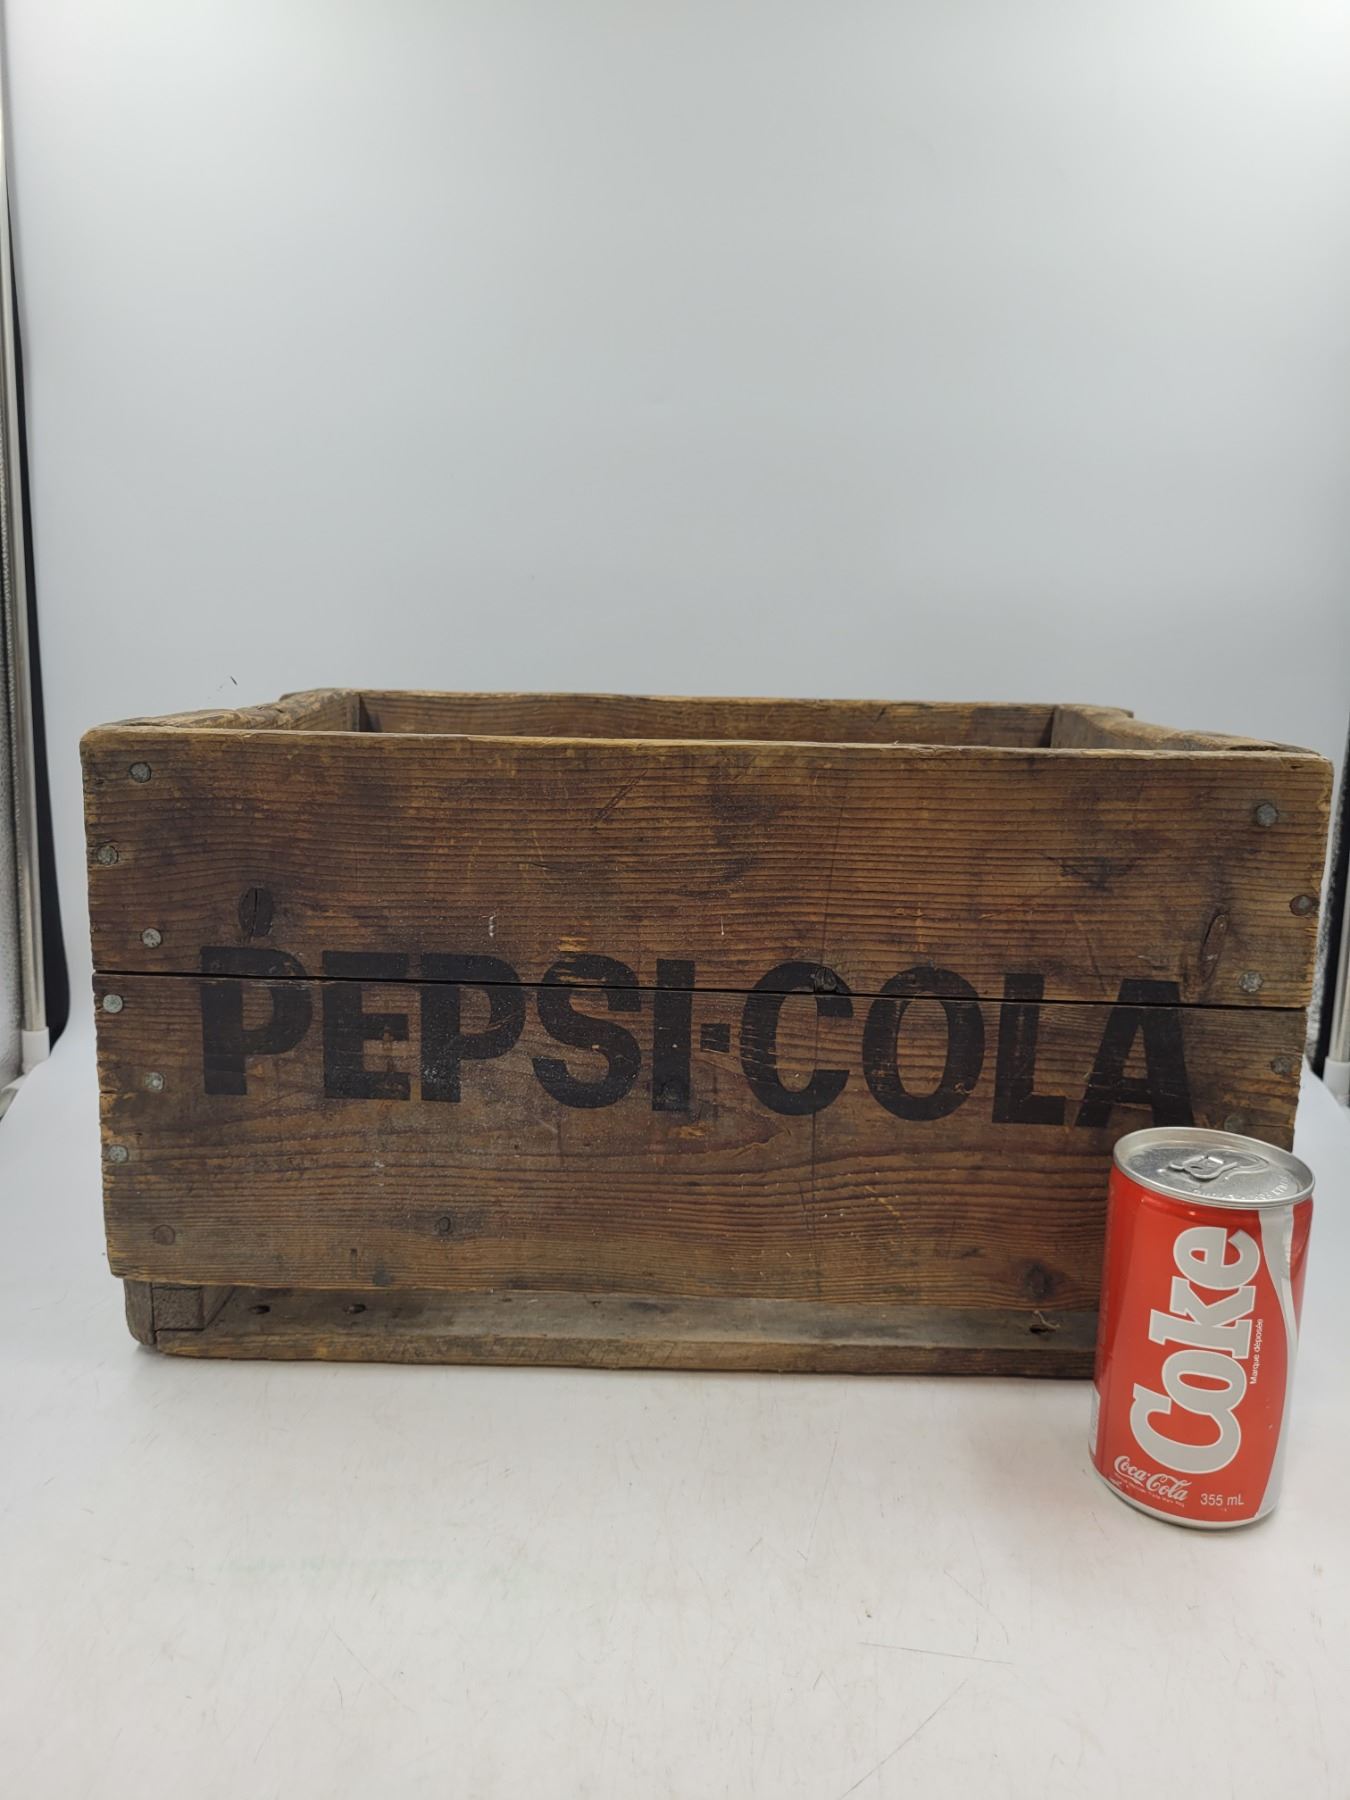 PEPSI-COLA
Coke
Marque déposée
Coca-Cola
355 mL